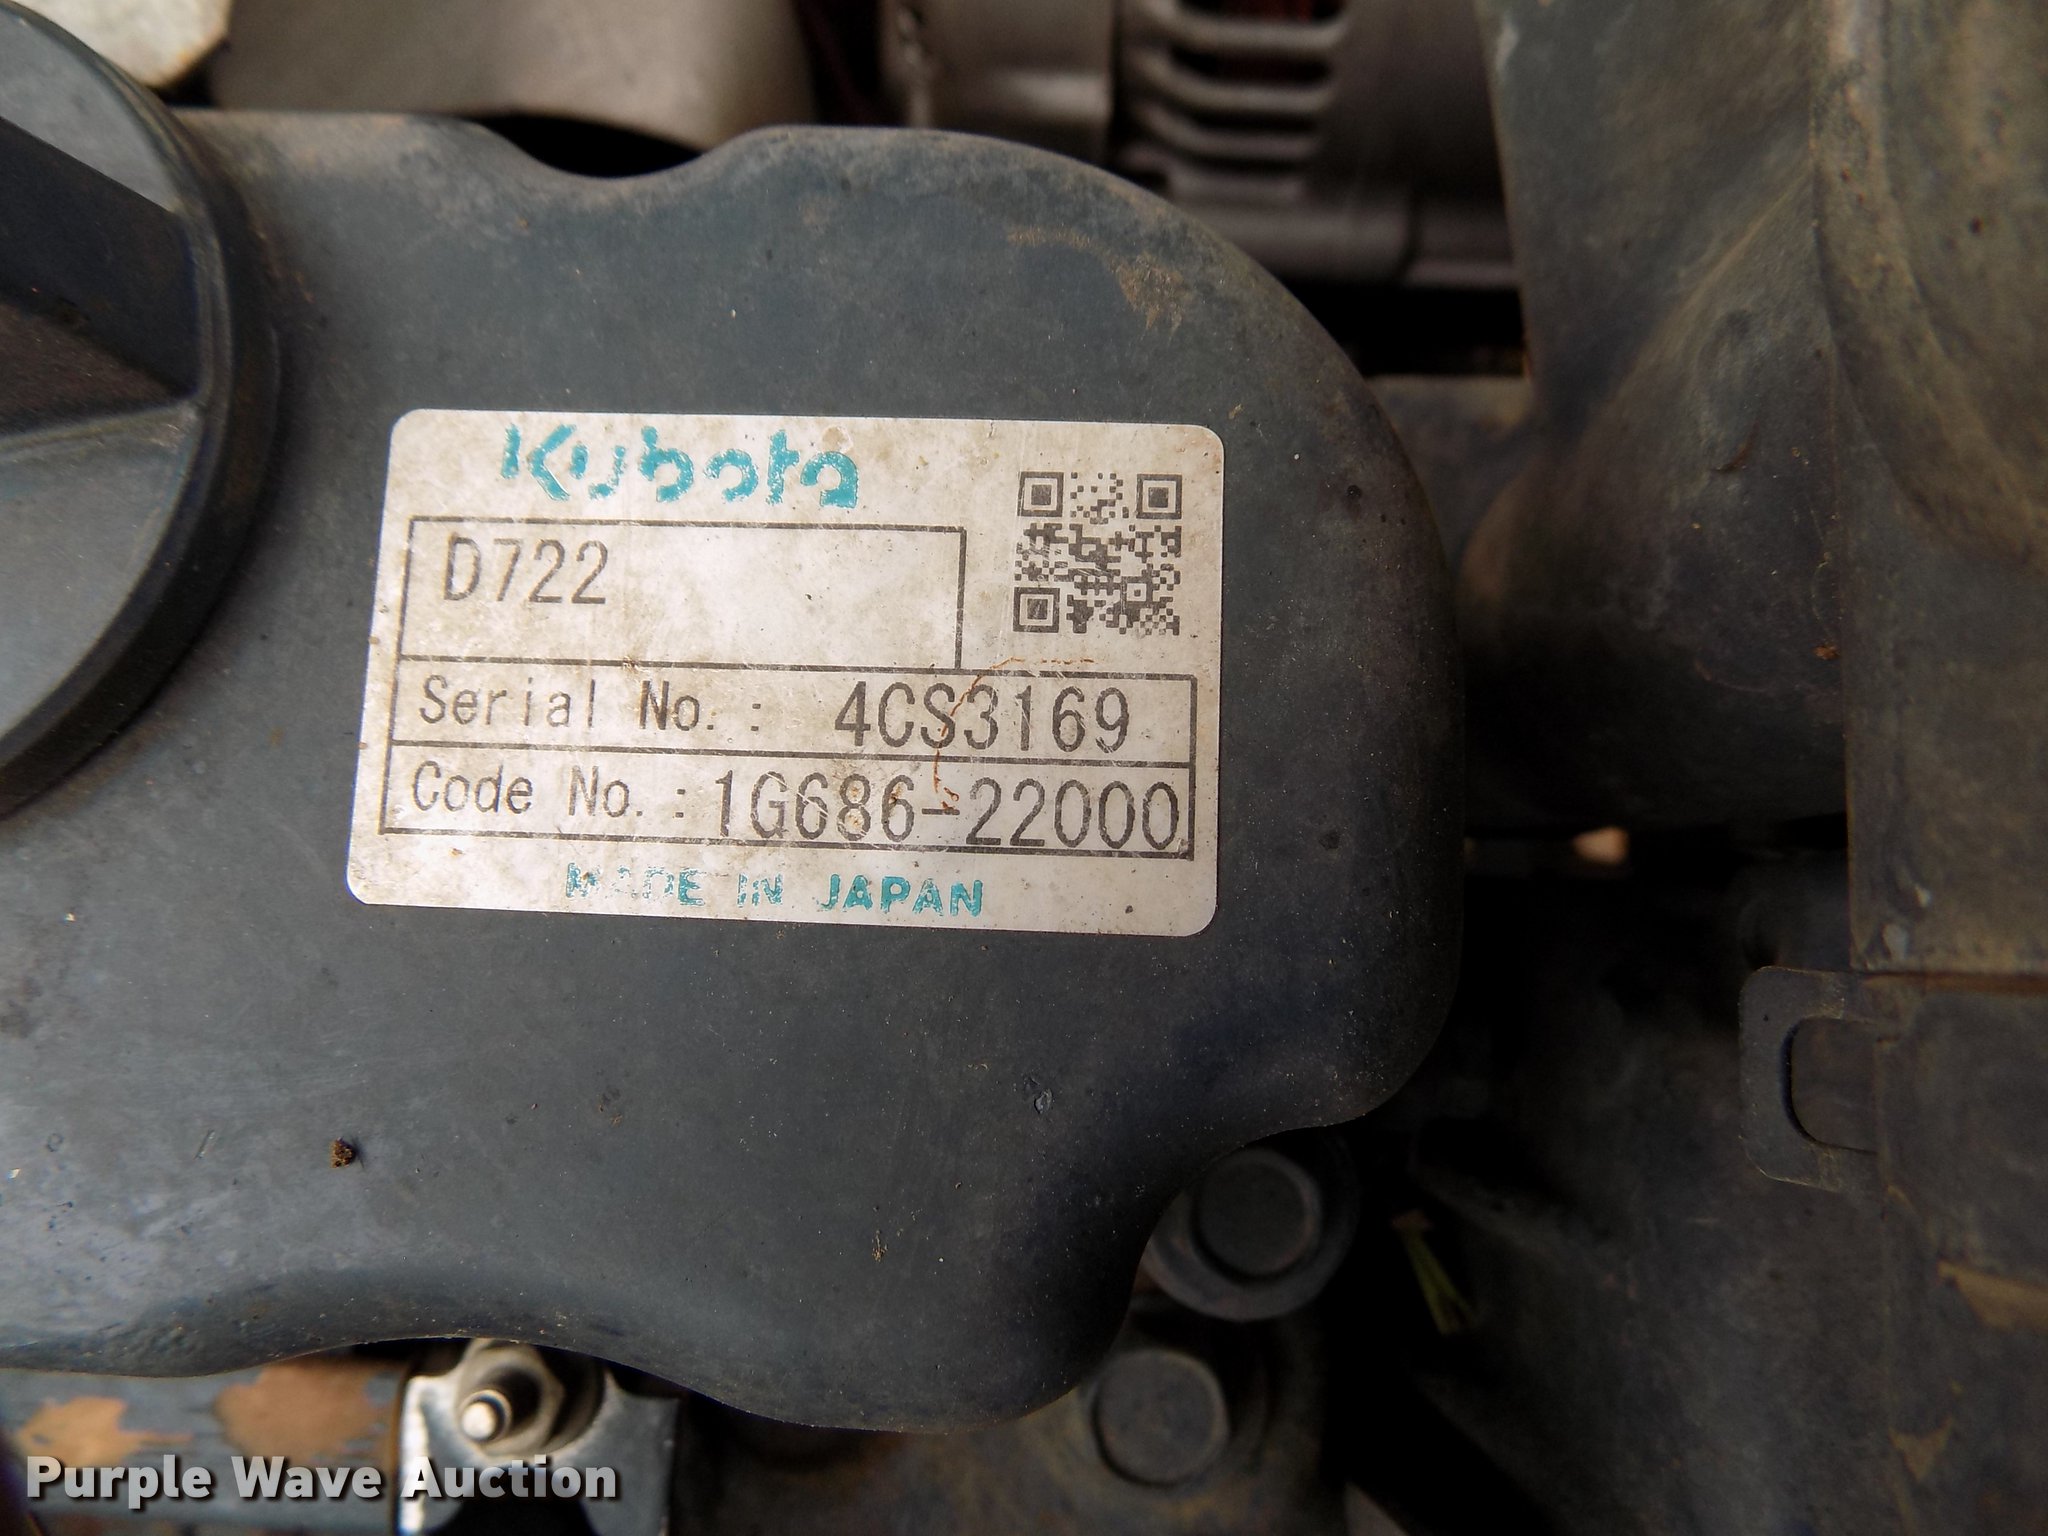 Kubota
D722
Serial No.: 4CS3169
Code No.: 1G686-22000
MADE IN JAPAN
Purple Wave Auction